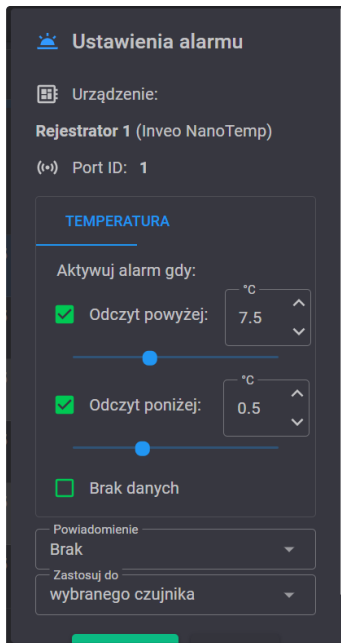 Ustawienia alarmu
Urządzenie:
Rejestrator 1 (Inveo NanoTemp)
Port ID: 1
TEMPERATURA
Aktywuj alarm gdy:
°C
Odczyt powyżej: 7.5
°C
Odczyt poniżej: 0.5
Brak danych
Powiadomienie
Brak
Zastosuj do
wybranego czujnika